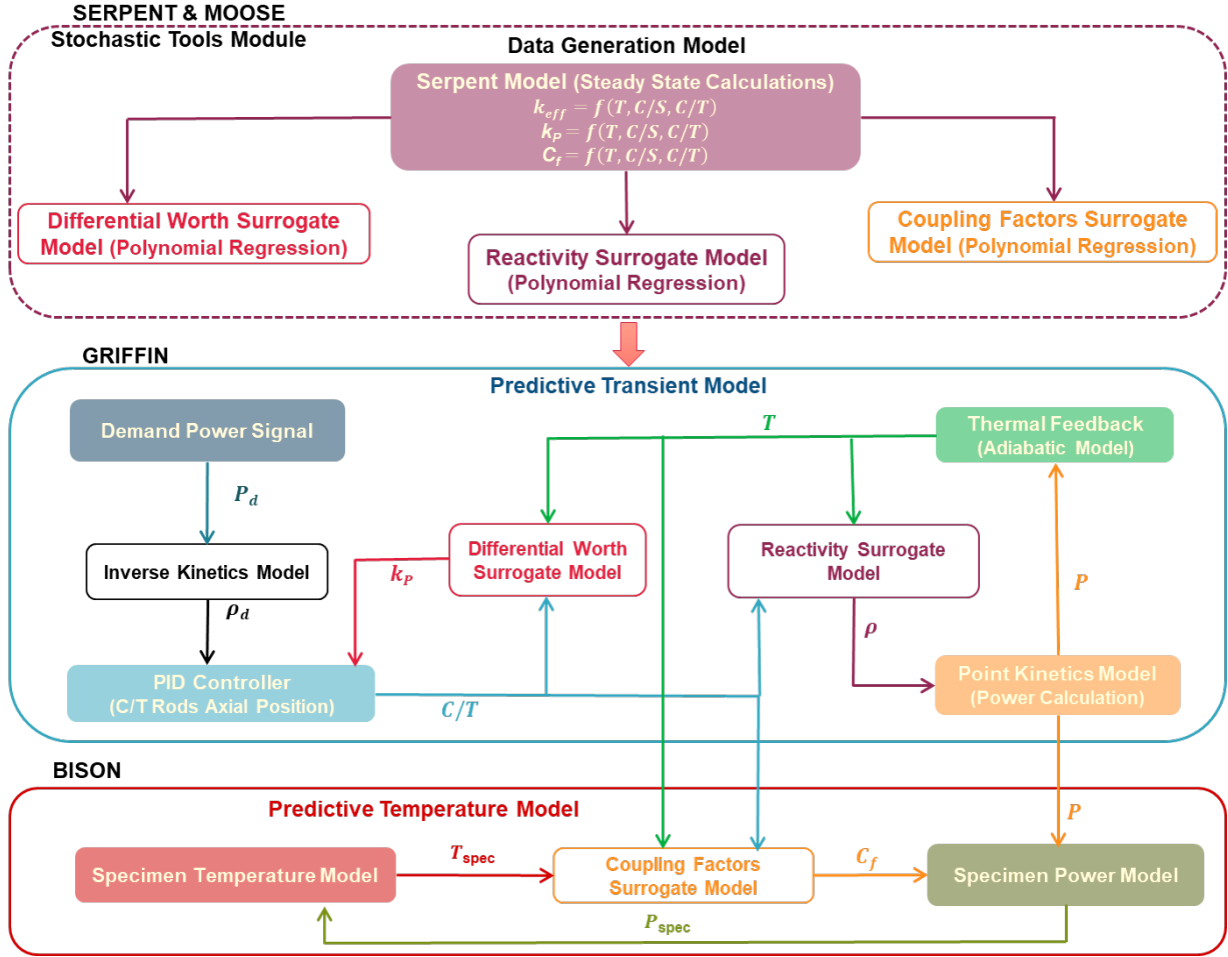 SERPENT & MOOSE
Stochastic Tools Module
Data Generation Model
Serpent Model (Steady State Calculations)
k_eff = f(T, C/S, C/T)
k_P = f(T, C/S, C/T)
C_f = f(T, C/S, C/T)
Differential Worth Surrogate
Model (Polynomial Regression)
Reactivity Surrogate Model
(Polynomial Regression)
Coupling Factors Surrogate
Model (Polynomial Regression)
GRIFFIN
Predictive Transient Model
Demand Power Signal
T
Thermal Feedback
(Adiabatic Model)
P_d
Inverse Kinetics Model
k_P
Differential Worth
Surrogate Model
Reactivity Surrogate
Model
P
ρ_d
ρ
PID Controller
(C/T Rods Axial Position)
C/T
Point Kinetics Model
(Power Calculation)
BISON
Predictive Temperature Model
P
Specimen Temperature Model
T_spec
Coupling Factors
Surrogate Model
C_f
Specimen Power Model
P_spec